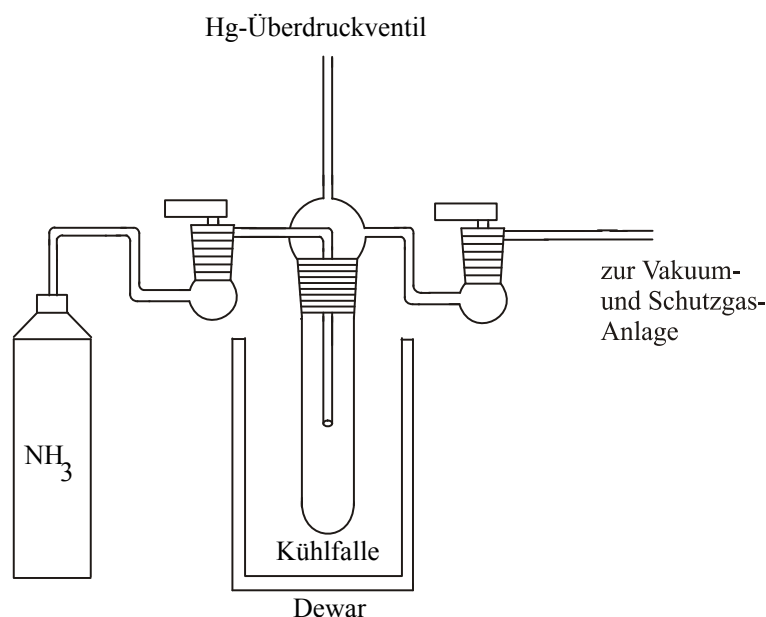 Hg-Überdruckventil
zur Vakuum-
und Schutzgas-
Anlage
NH3
Kühlfalle
Dewar